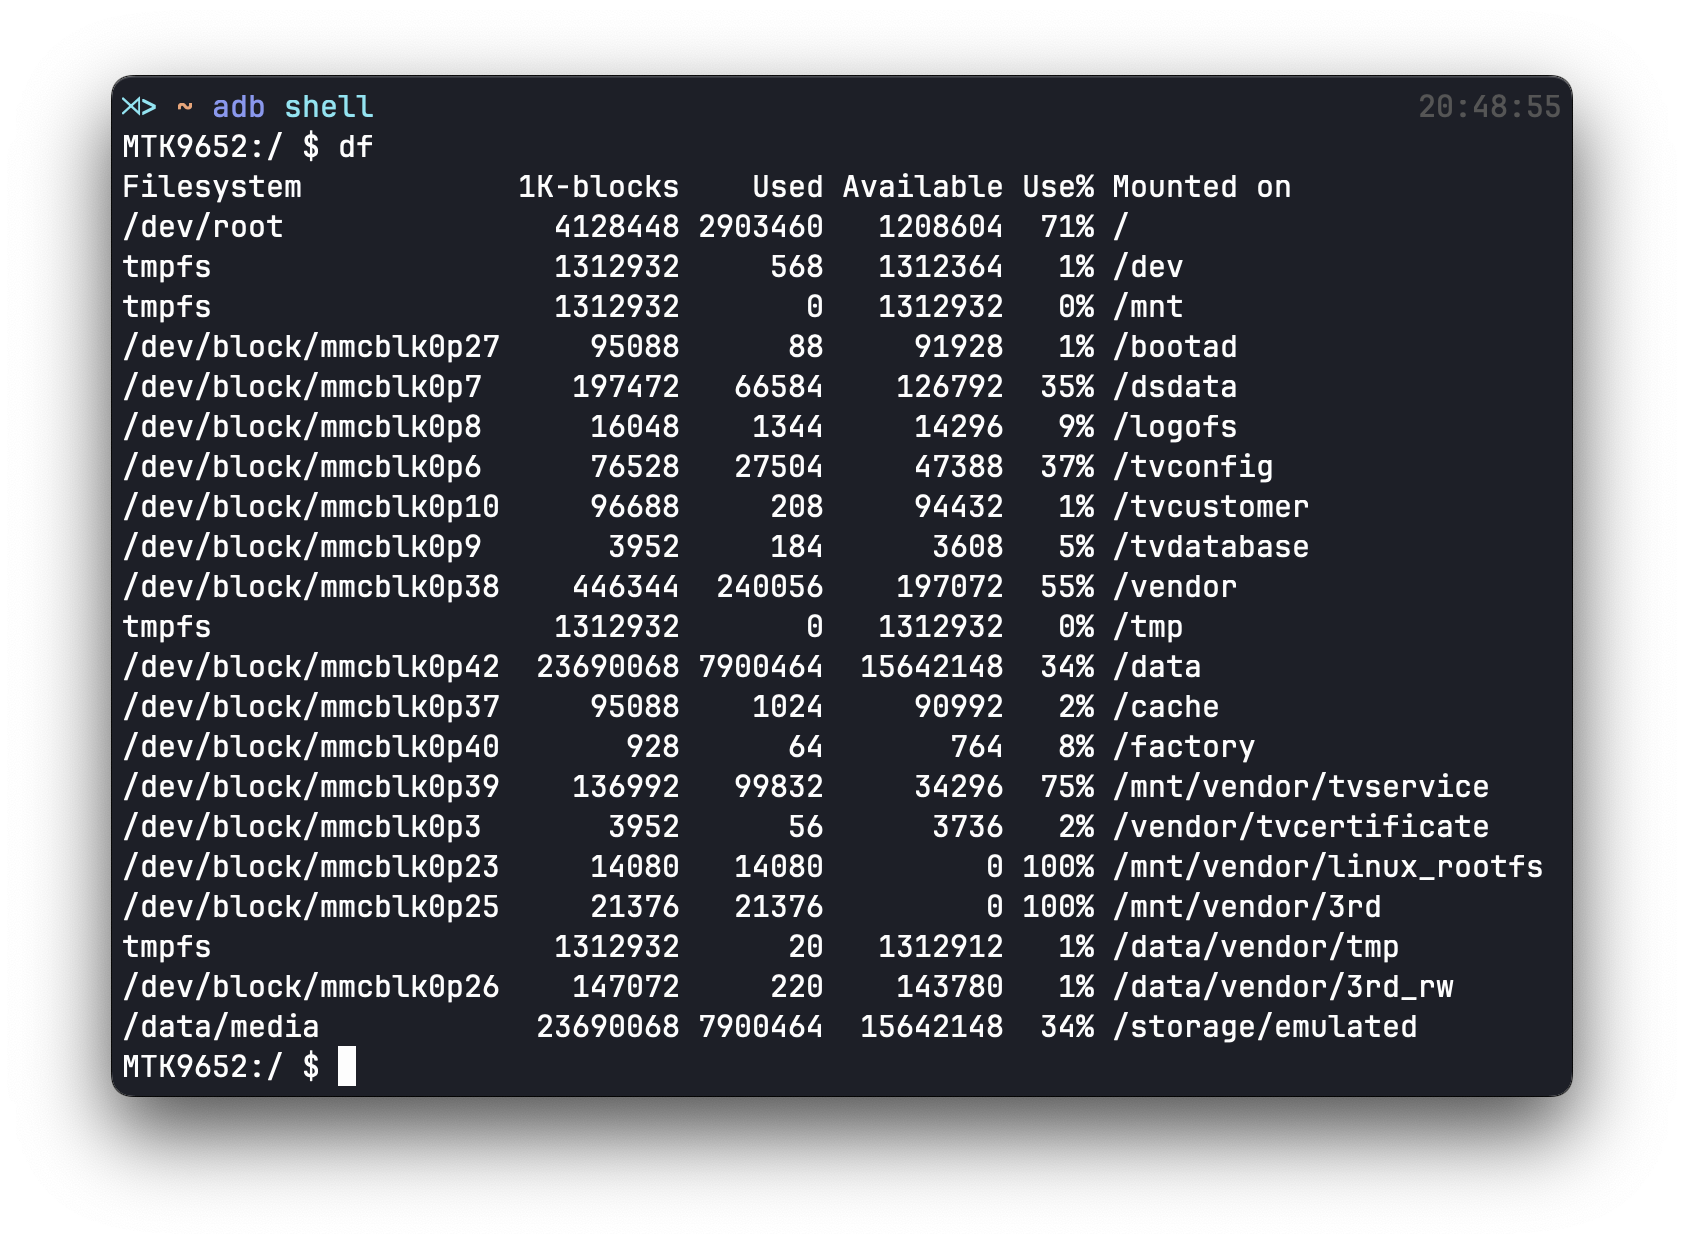 ⋊> ~ adb shell 20:48:55
MTK9652:/ $ df
Filesystem            1K-blocks    Used Available Use% Mounted on
/dev/root               4128448 2903460   1208604  71% /
tmpfs                   1312932     568   1312364   1% /dev
tmpfs                   1312932       0   1312932   0% /mnt
/dev/block/mmcblk0p27     95088      88     91928   1% /bootad
/dev/block/mmcblk0p7     197472   66584    126792  35% /dsdata
/dev/block/mmcblk0p8      16048    1344     14296   9% /logofs
/dev/block/mmcblk0p6      76528   27504     47388  37% /tvconfig
/dev/block/mmcblk0p10     96688     208     94432   1% /tvcustomer
/dev/block/mmcblk0p9       3952     184      3608   5% /tvdatabase
/dev/block/mmcblk0p38    446344  240056    197072  55% /vendor
tmpfs                   1312932       0   1312932   0% /tmp
/dev/block/mmcblk0p42  23690068 7900464  15642148  34% /data
/dev/block/mmcblk0p37     95088    1024     90992   2% /cache
/dev/block/mmcblk0p40       928      64       764   8% /factory
/dev/block/mmcblk0p39    136992   99832     34296  75% /mnt/vendor/tvservice
/dev/block/mmcblk0p3       3952      56      3736   2% /vendor/tvcertificate
/dev/block/mmcblk0p23     14080   14080         0 100% /mnt/vendor/linux_rootfs
/dev/block/mmcblk0p25     21376   21376         0 100% /mnt/vendor/3rd
tmpfs                   1312932      20   1312912   1% /data/vendor/tmp
/dev/block/mmcblk0p26    147072     220    143780   1% /data/vendor/3rd_rw
/data/media            23690068 7900464  15642148  34% /storage/emulated
MTK9652:/ $